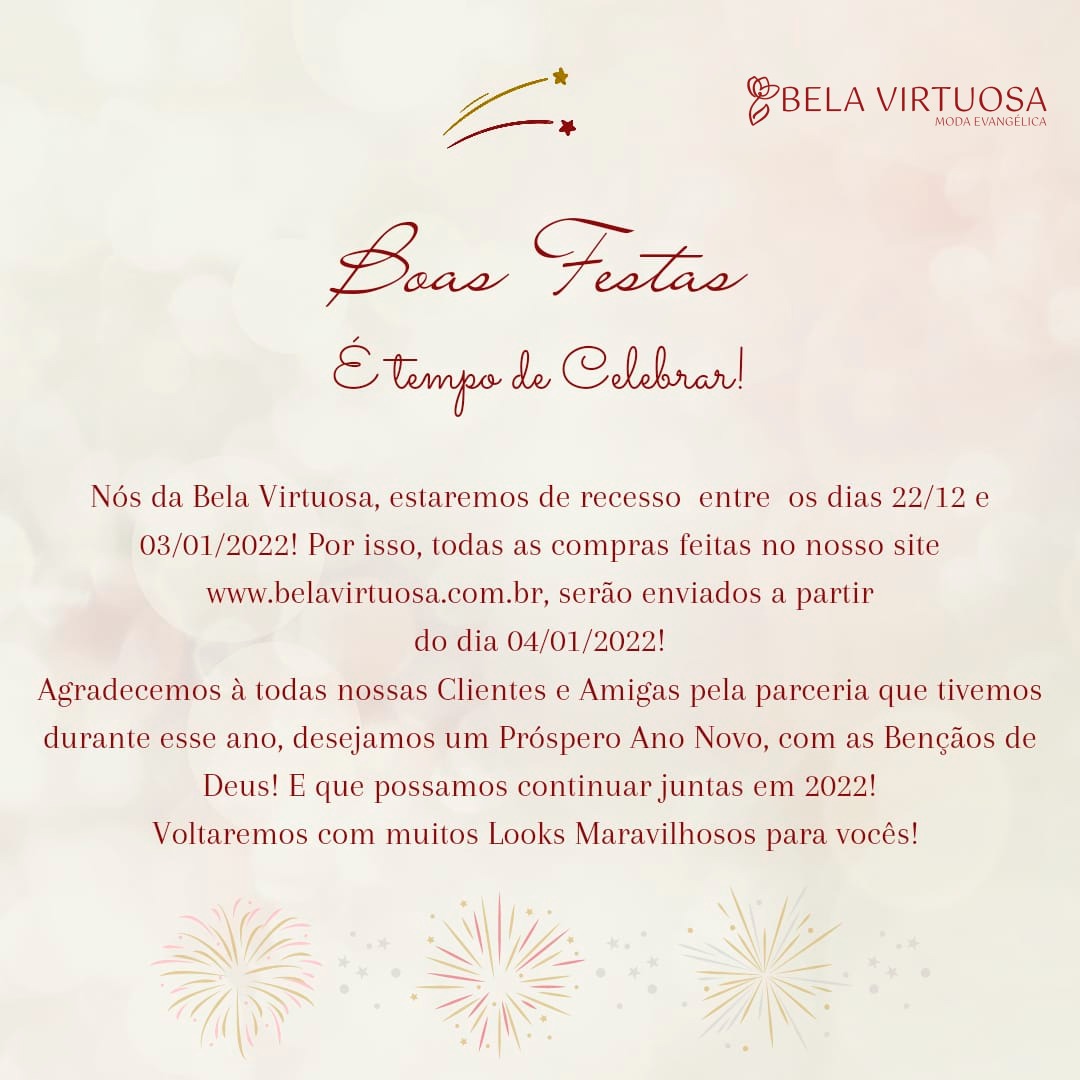 BELA VIRTUOSA
MODA EVANGÉLICA
Boas Festas
É tempo de Celebrar!
Nós da Bela Virtuosa, estaremos de recesso entre os dias 22/12 e
03/01/2022! Por isso, todas as compras feitas no nosso site
www.belavirtuosa.com.br, serão enviados a partir
do dia 04/01/2022!
Agradecemos à todas nossas Clientes e Amigas pela parceria que tivemos
durante esse ano, desejamos um Próspero Ano Novo, com as Bençãos de
Deus! E que possamos continuar juntas em 2022!
Voltaremos com muitos Looks Maravilhosos para vocês!